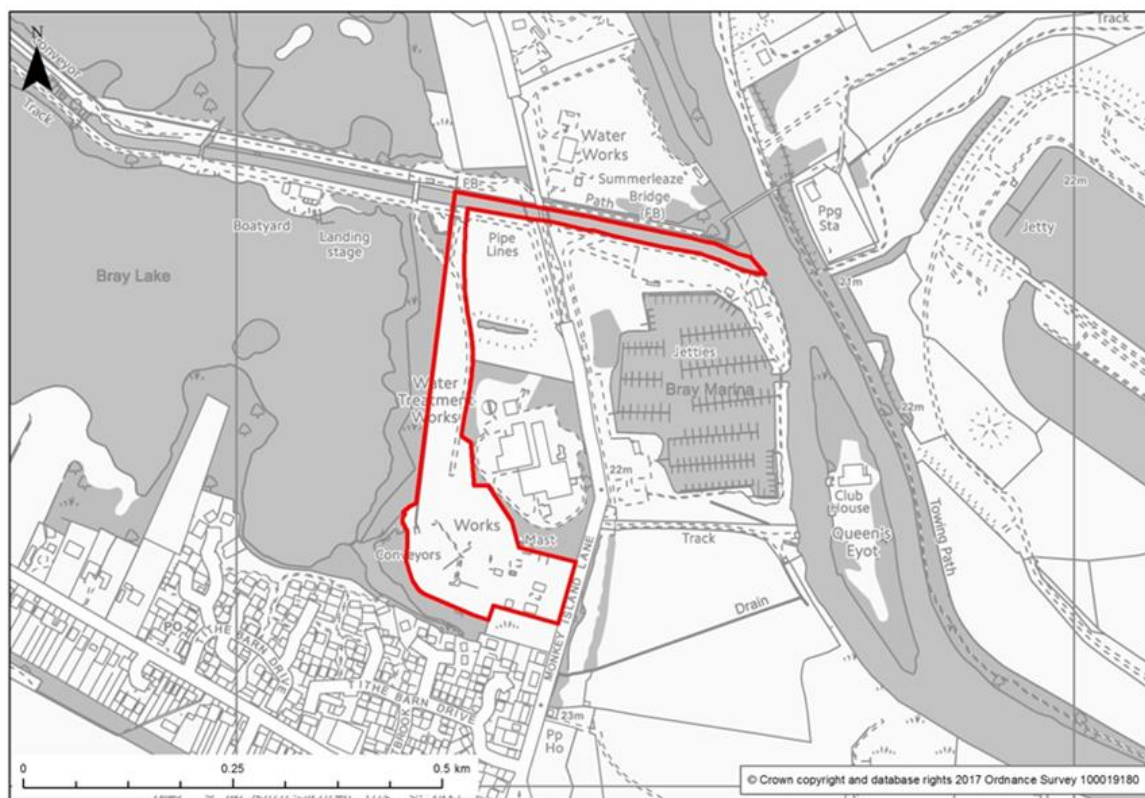 N
Conveyor
Track
Track
Water
Works
Summerleaze
Bridge
(FB)
Path
FB
Ppg
Sta
22m
Jetty
Boatyard
Landing
stage
Pipe
Lines
21m
Bray Lake
Jetties
Bray Marina
Water
Treatment
Works
22m
22m
Club
House
Queen's
Eyot
Towing Path
Works
Mast
Conveyors
Track
MONKEY ISLAND LANE
Drain
TITHE BARN DRIVE
TITHE BARN DRIVE
23m
Pp
Ho
0 0.25 0.5 km
© Crown copyright and database rights 2017 Ordnance Survey 100019180